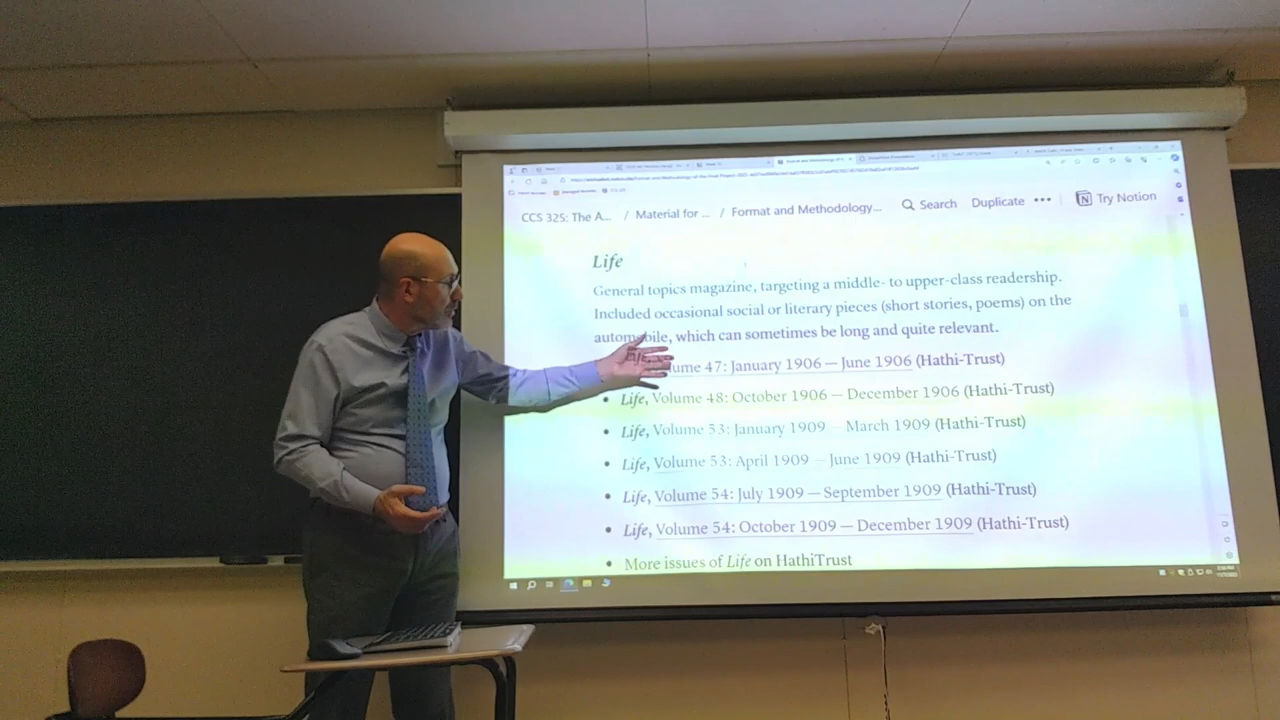 CCS 325: The A... / Material for ... / Format and Methodology... Search Duplicate ••• Try Notion
Life
General topics magazine, targeting a middle- to upper-class readership.
Included occasional social or literary pieces (short stories, poems) on the
automobile, which can sometimes be long and quite relevant.
Life, lume 47: January 1906 — June 1906 (Hathi-Trust)
• Life, Volume 48: October 1906 — December 1906 (Hathi-Trust)
• Life, Volume 53: January 1909 — March 1909 (Hathi-Trust)
• Life, Volume 53: April 1909 — June 1909 (Hathi-Trust)
• Life, Volume 54: July 1909 — September 1909 (Hathi-Trust)
• Life, Volume 54: October 1909 — December 1909 (Hathi-Trust)
• More issues of Life on HathiTrust